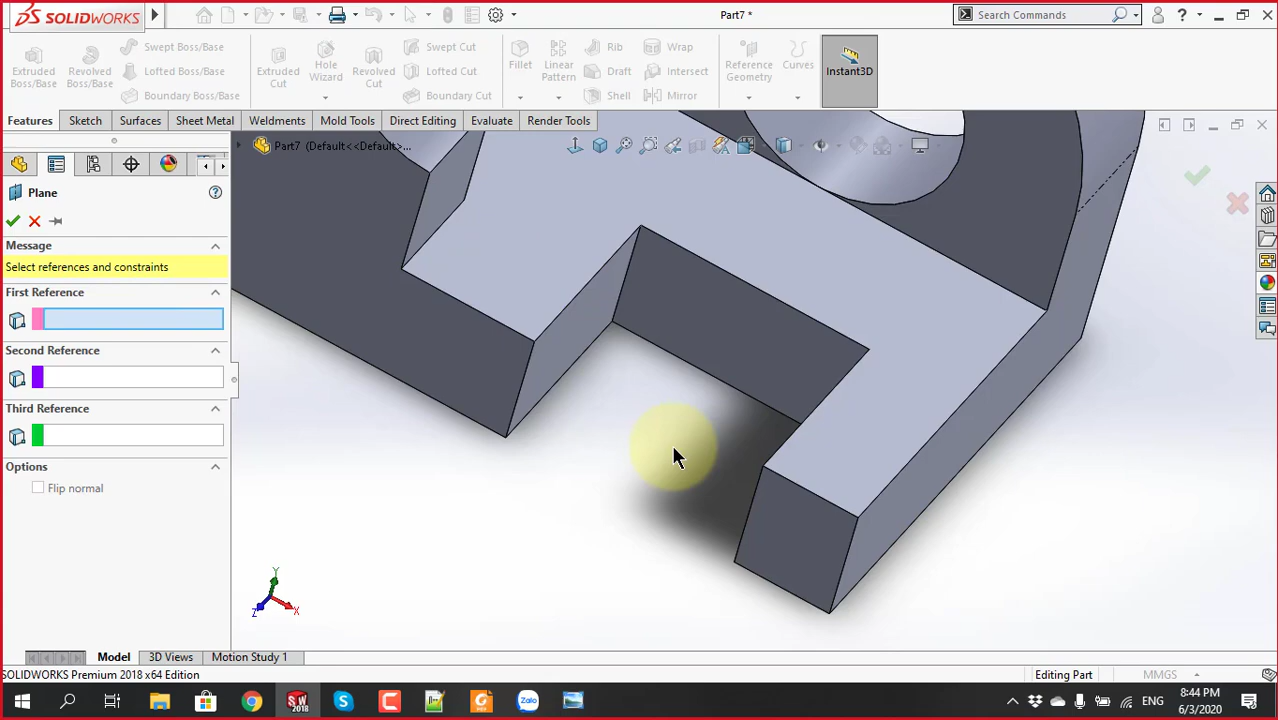 SOLIDWORKS
Part7 *
Search Commands
?
Extruded Boss/Base
Revolved Boss/Base
Swept Boss/Base
Lofted Boss/Base
Boundary Boss/Base
Extruded Cut
Hole Wizard
Revolved Cut
Swept Cut
Lofted Cut
Boundary Cut
Fillet
Linear Pattern
Rib
Draft
Shell
Wrap
Intersect
Mirror
Reference Geometry
Curves
Instant3D
Features Sketch Surfaces Sheet Metal Weldments Mold Tools Direct Editing Evaluate Render Tools
Part7 (Default<<Default>...
Plane
Message
Select references and constraints
First Reference
Second Reference
Third Reference
Options
Flip normal
Y
Z
X
Model 3D Views Motion Study 1
SOLIDWORKS Premium 2018 x64 Edition
Editing Part
MMGS
SW
2018
Zalo
ENG
8:44 PM
6/3/2020